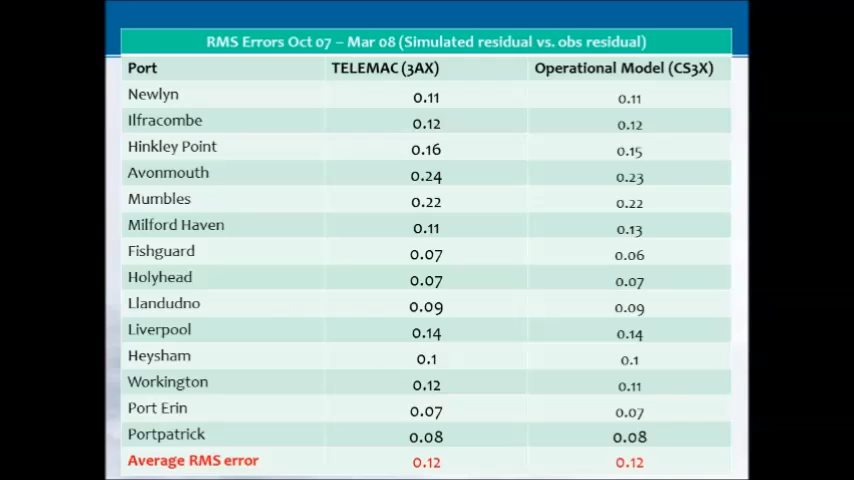 RMS Errors Oct 07 – Mar 08 (Simulated residual vs. obs residual)
Port TELEMAC (3AX) Operational Model (CS3X)
Newlyn 0.11 0.11
Ilfracombe 0.12 0.12
Hinkley Point 0.16 0.15
Avonmouth 0.24 0.23
Mumbles 0.22 0.22
Milford Haven 0.11 0.13
Fishguard 0.07 0.06
Holyhead 0.07 0.07
Llandudno 0.09 0.09
Liverpool 0.14 0.14
Heysham 0.1 0.1
Workington 0.12 0.11
Port Erin 0.07 0.07
Portpatrick 0.08 0.08
Average RMS error 0.12 0.12